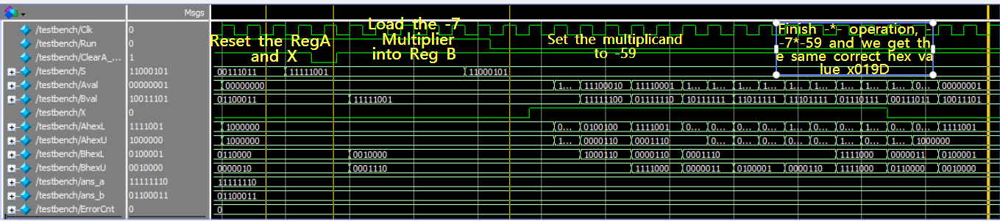 Msgs
/testbench/Clk 0
/testbench/Run 0
/testbench/ClearA_... 1
/testbench/S 11000101 00111011 11111001 11000101
/testbench/Aval 00000001 00000000 1... 11100010 11110001 1... 1... 1... 1... 1... 0... 00000001
/testbench/Bval 10011101 01100011 11111001 11111100 01111110 10111111 11011111 11101111 01110111 00111011 10011101
/testbench/X 0
/testbench/AhexL 1111001 1000000 0... 0100100 1111001 0... 0... 0... 1... 0... 0... 1111001
/testbench/AhexU 1000000 1000000 1... 0000110 0001110 0... 0... 0... 1... 0... 1... 1000000
/testbench/BhexL 0100001 0110000 0010000 1000110 0000110 0001110 1111000 0000011 0100001
/testbench/BhexU 0010000 0000010 0001110 1111000 0000011 0100001 0000110 1111000 0110000 0010000
/testbench/ans_a 11111110 11111110
/testbench/ans_b 01100011 01100011
/testbench/ErrorCnt 0 0
Reset the RegA
and X
Load the -7
Multiplier
into Reg B
Set the multiplicand
to -59
Finish -*- operation,
-7*-59 and we get th
e same correct hex va
lue x019D